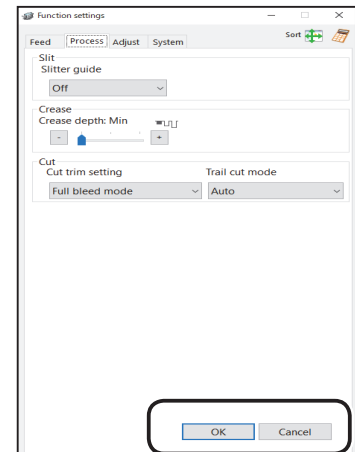 Function settings
Sort
Feed Process Adjust System
Slit
Slitter guide
Off
Crease
Crease depth: Min
- +
Cut
Cut trim setting Trail cut mode
Full bleed mode Auto
OK Cancel